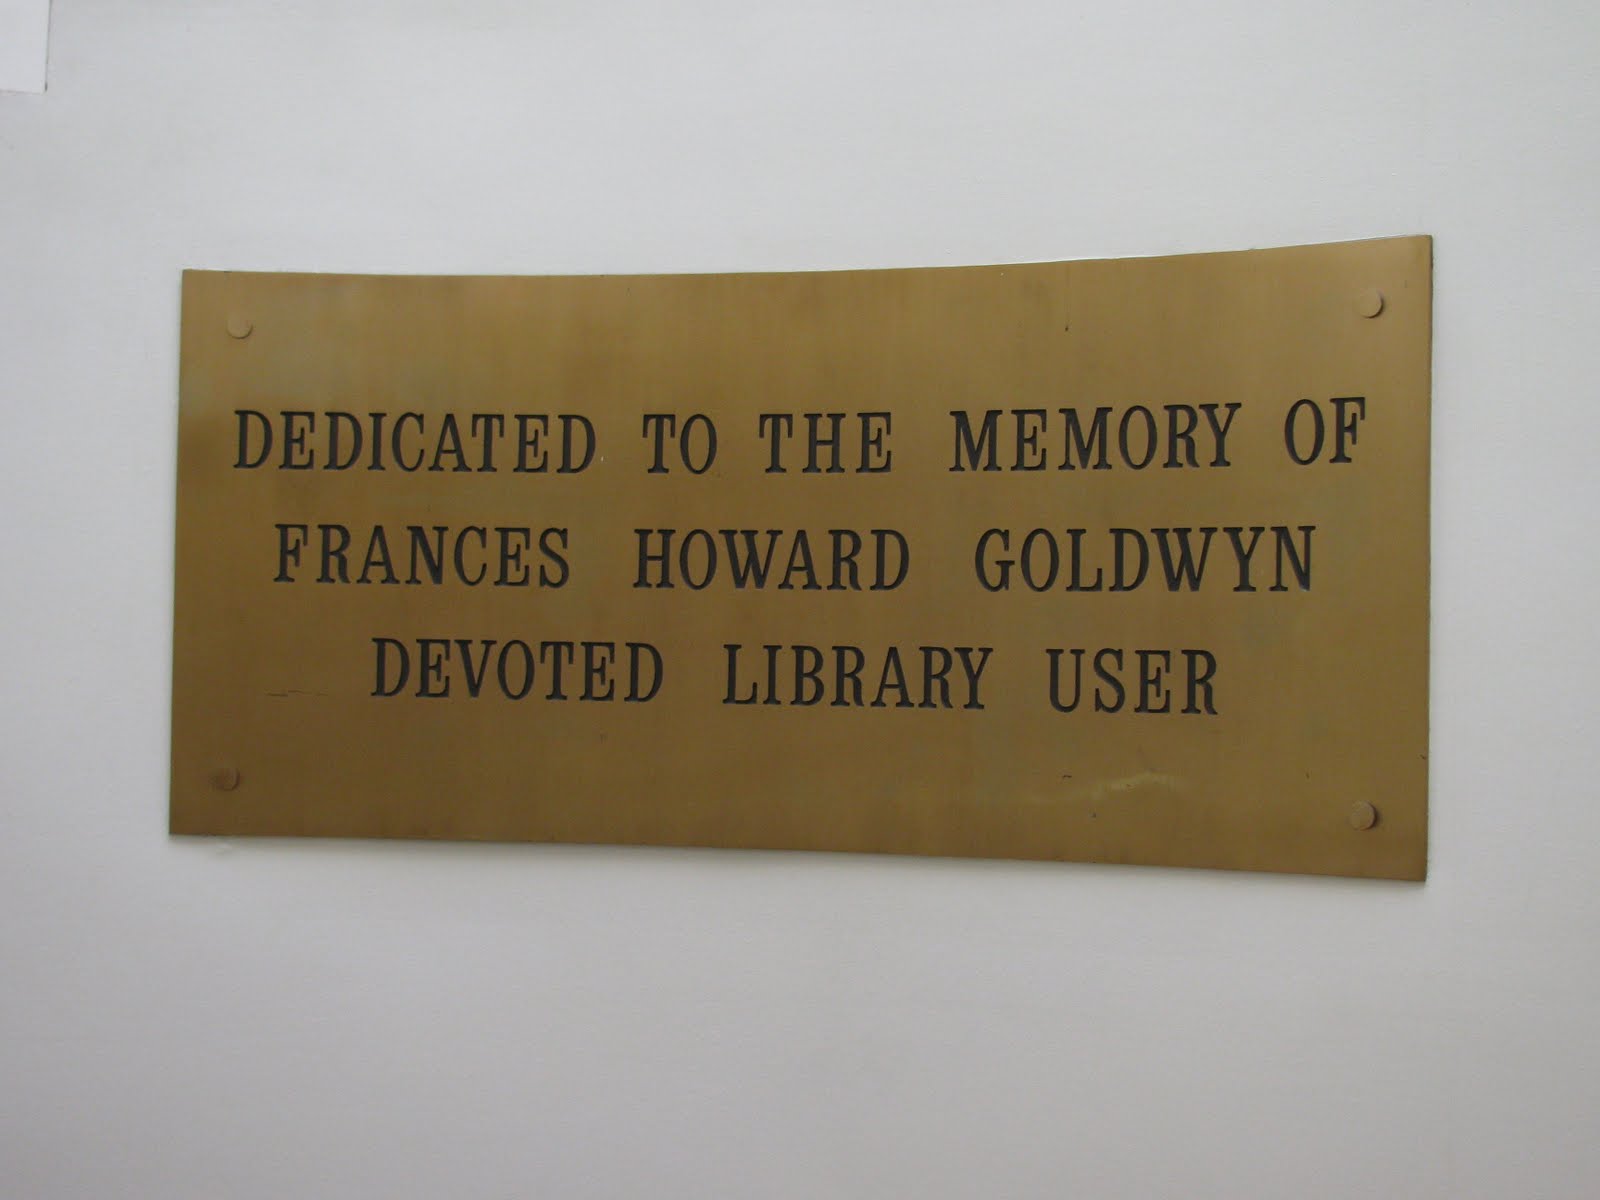 DEDICATED TO THE MEMORY OF
FRANCES HOWARD GOLDWYN
DEVOTED LIBRARY USER